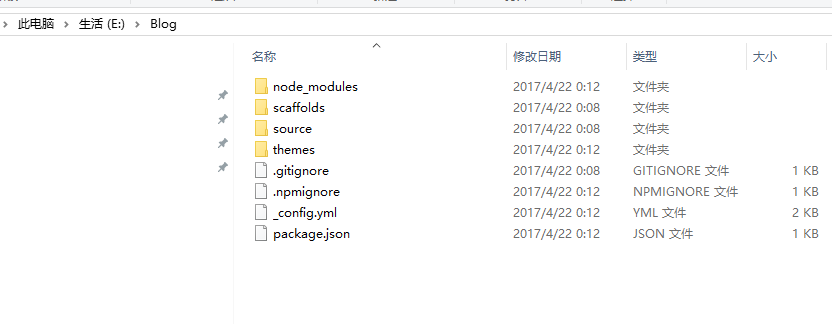 此电脑 > 生活 (E:) > Blog
名称 修改日期 类型 大小
node_modules 2017/4/22 0:12 文件夹
scaffolds 2017/4/22 0:08 文件夹
source 2017/4/22 0:08 文件夹
themes 2017/4/22 0:12 文件夹
.gitignore 2017/4/22 0:08 GITIGNORE 文件 1 KB
.npmignore 2017/4/22 0:12 NPMIGNORE 文件 1 KB
_config.yml 2017/4/22 0:12 YML 文件 2 KB
package.json 2017/4/22 0:12 JSON 文件 1 KB